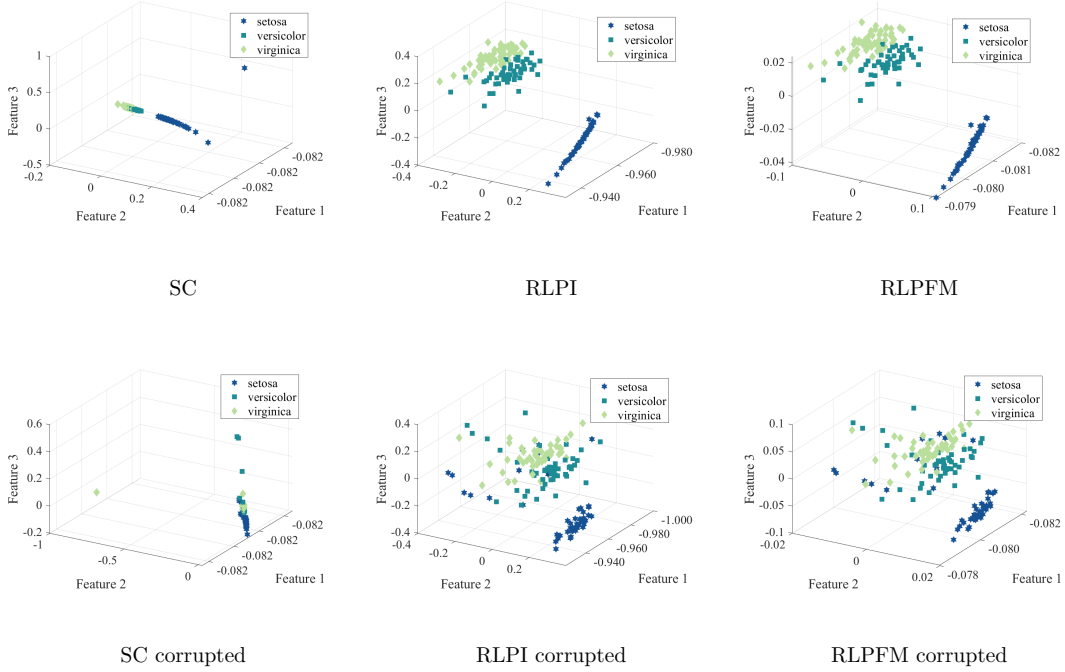 setosa
versicolor
virginica
1
0.5
0
-0.5
Feature 3
-0.2
0
0.2
0.4
Feature 2
-0.082
-0.082
-0.082
-0.082
Feature 1
SC
setosa
versicolor
virginica
0.4
0.2
0
-0.2
-0.4
Feature 3
-0.4
-0.2
0
0.2
Feature 2
-0.940
-0.960
-0.980
Feature 1
RLPI
setosa
versicolor
virginica
0.02
0
-0.02
-0.04
Feature 3
-0.1
0
0.1
Feature 2
-0.079
-0.080
-0.081
-0.082
Feature 1
RLPFM
setosa
versicolor
virginica
0.6
0.4
0.2
0
-0.2
Feature 3
-1
-0.5
0
Feature 2
-0.082
-0.082
-0.082
-0.082
Feature 1
SC corrupted
setosa
versicolor
virginica
0.4
0.2
0
-0.2
-0.4
Feature 3
-0.4
-0.2
0
0.2
Feature 2
-0.940
-0.960
-0.980
-1.000
Feature 1
RLPI corrupted
setosa
versicolor
virginica
0.1
0.05
0
-0.05
-0.1
Feature 3
-0.02
0
0.02
Feature 2
-0.078
-0.080
-0.082
Feature 1
RLPFM corrupted